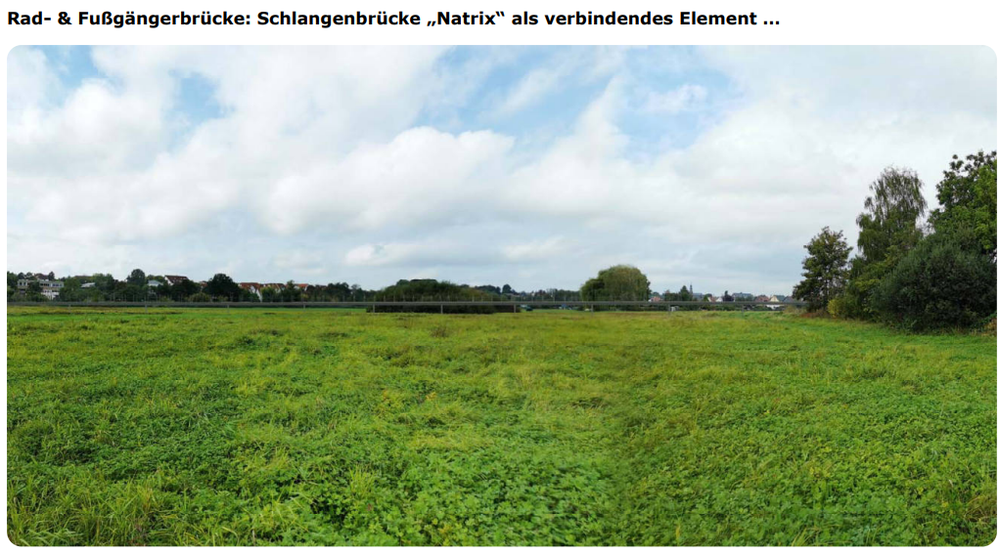 Rad- & Fußgängerbrücke: Schlangenbrücke „Natrix“ als verbindendes Element ...